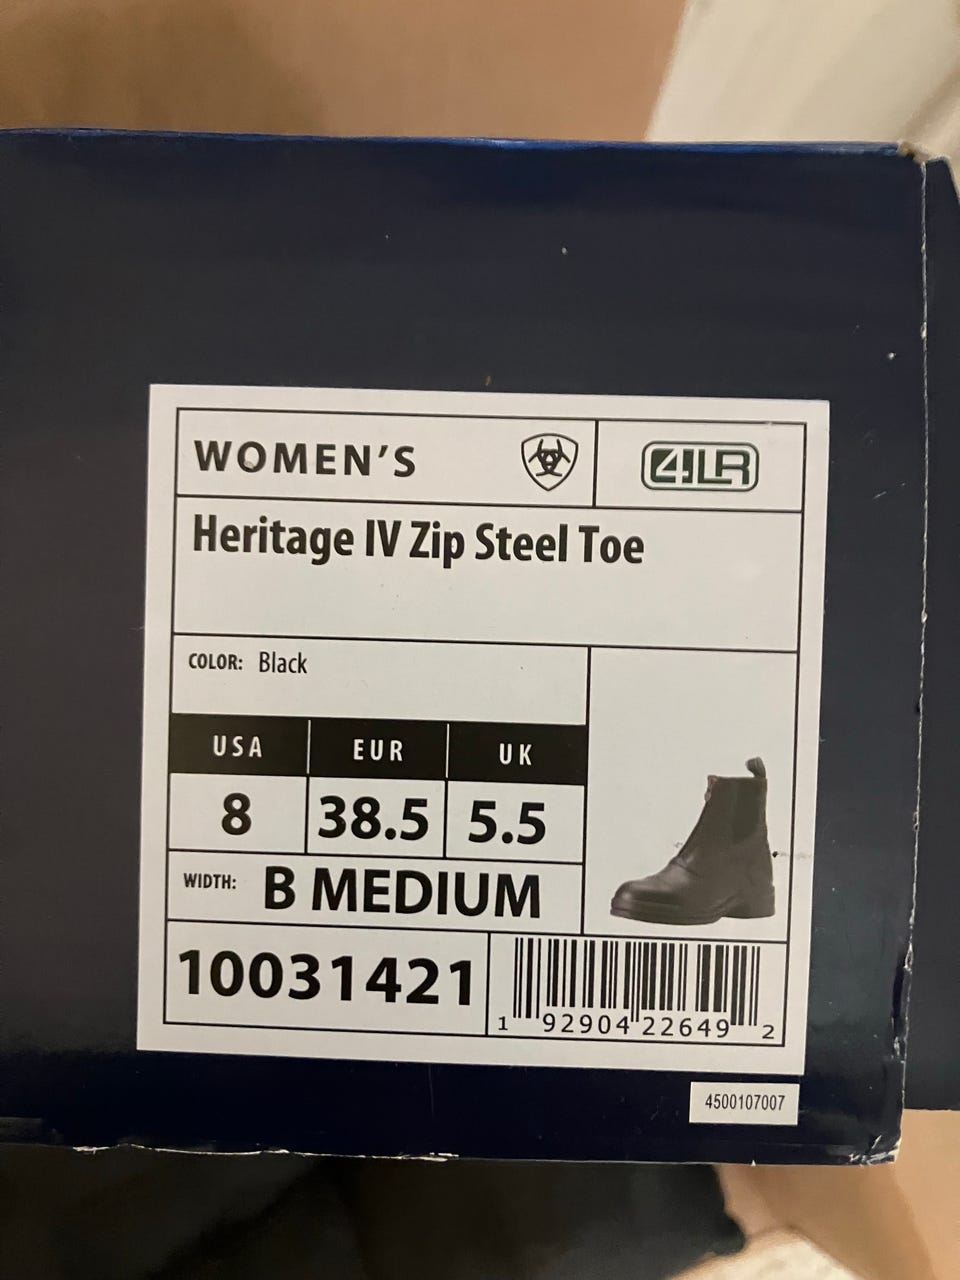 WOMEN'S
4LR
Heritage IV Zip Steel Toe
COLOR: Black
USA EUR UK
8 38.5 5.5
WIDTH: B MEDIUM
10031421
1 92904 22649 2
4500107007